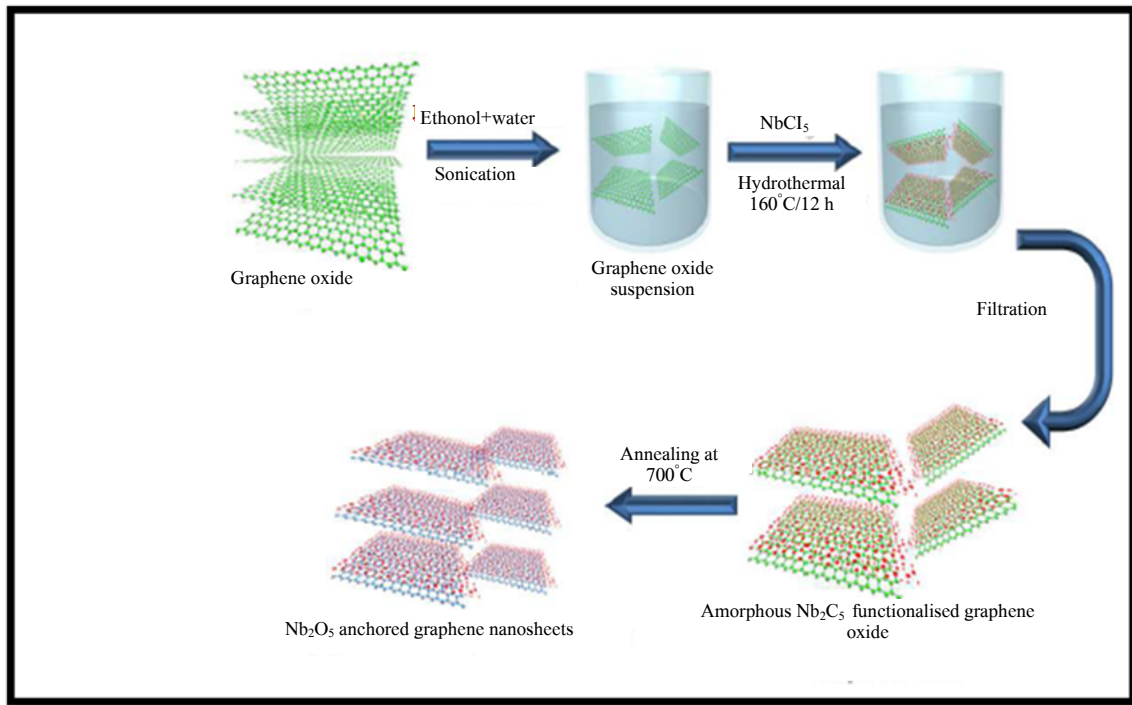 Ethonol+water
Sonication
NbCI₅
Hydrothermal
160°C/12 h
Graphene oxide
Graphene oxide
suspension
Filtration
Annealing at
700°C
Nb₂O₅ anchored graphene nanosheets
Amorphous Nb₂C₅ functionalised graphene
oxide